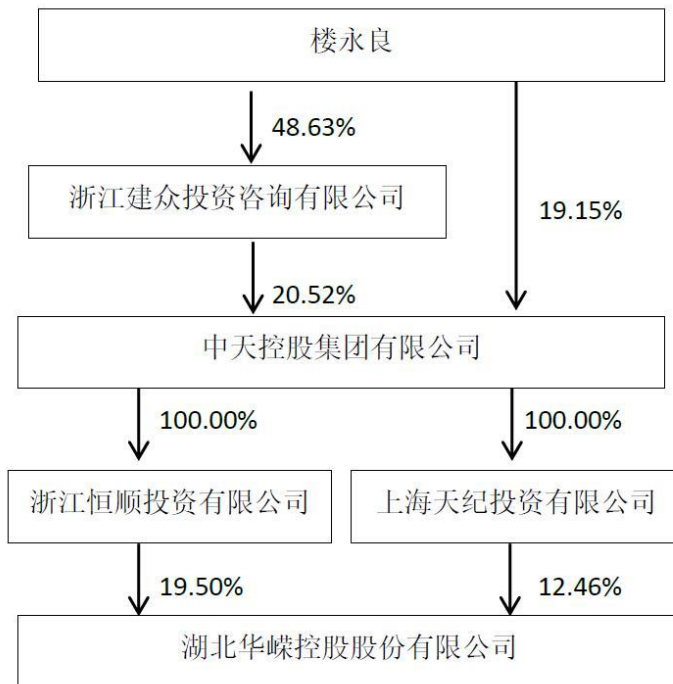 楼永良
48.63%
浙江建众投资咨询有限公司
19.15%
20.52%
中天控股集团有限公司
100.00%
100.00%
浙江恒顺投资有限公司
上海天纪投资有限公司
19.50%
12.46%
湖北华嵘控股股份有限公司